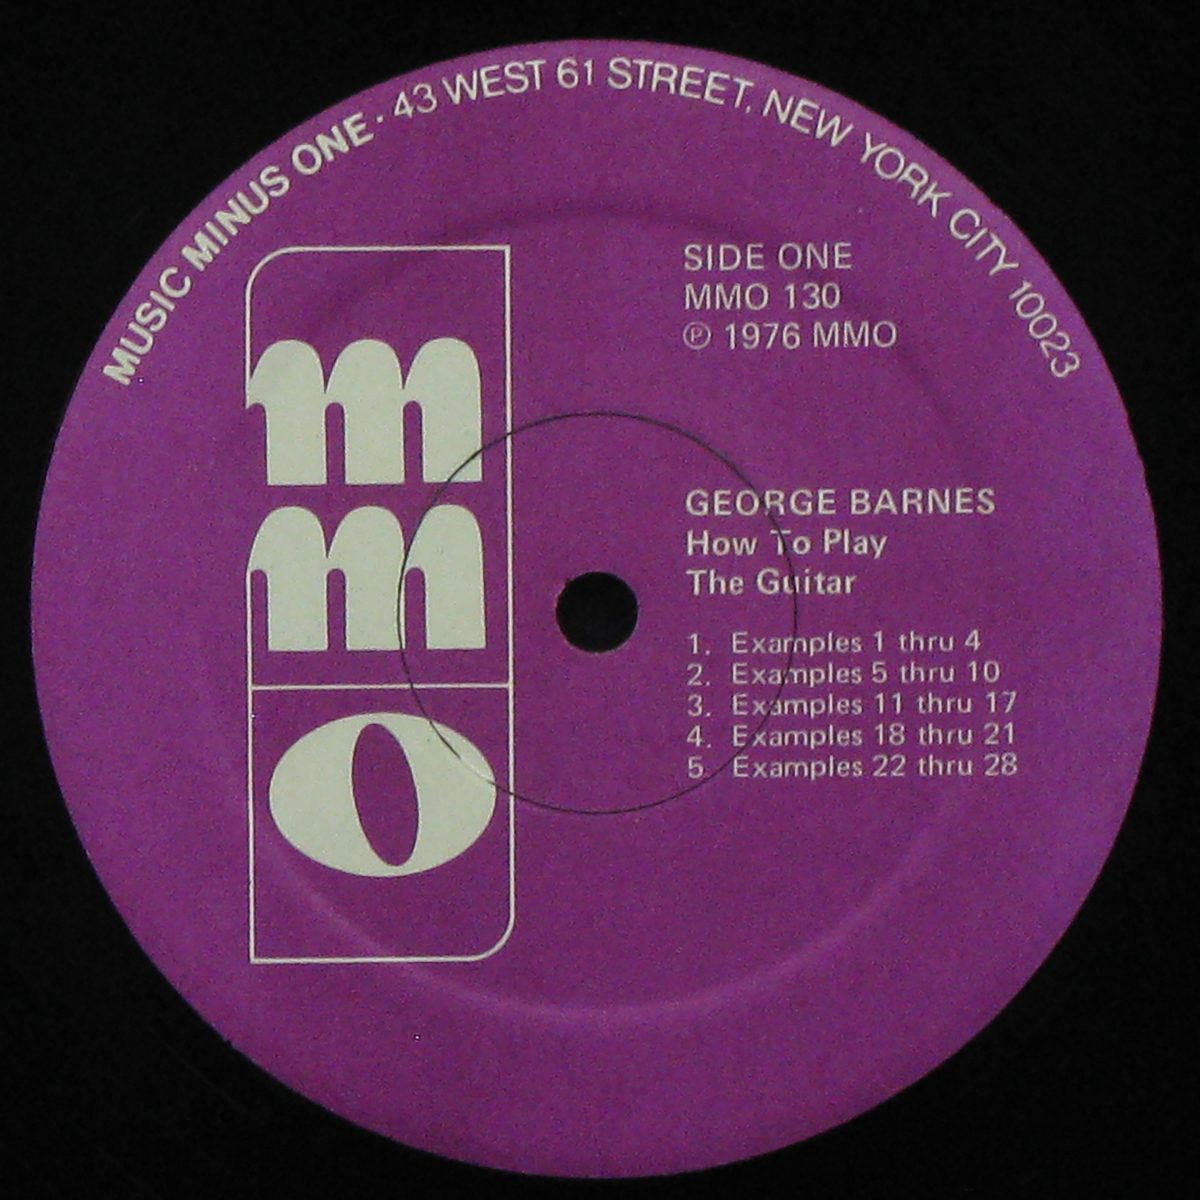 MUSIC MINUS ONE · 43 WEST 61 STREET, NEW YORK CITY 10023
SIDE ONE
MMO 130
℗ 1976 MMO
mmo
GEORGE BARNES
How To Play
The Guitar
1. Examples 1 thru 4
2. Examples 5 thru 10
3. Examples 11 thru 17
4. Examples 18 thru 21
5. Examples 22 thru 28